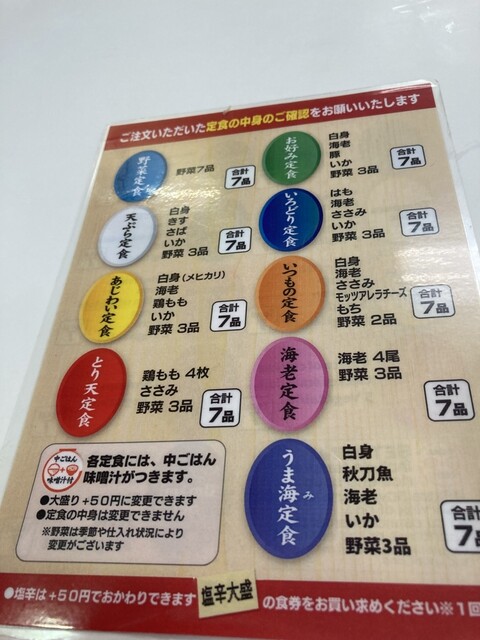 ご注文いただいた定食の中身のご確認をお願いいたします
野菜定食
野菜7品
合計
7品
天ぷら定食
白身
きす
さば
いか
野菜 3品
合計
7品
あじわい定食
白身(メヒカリ)
海老
鶏もも
いか
野菜 3品
合計
7品
とり天定食
鶏もも 4枚
ささみ
野菜 3品
合計
7品
お好み定食
白身
海老
豚
いか
野菜 3品
合計
7品
いろどり定食
はも
海老
ささみ
いか
野菜 3品
合計
7品
いつもの定食
白身
海老
ささみ
モッツアレラチーズ
もち
野菜 2品
合計
7品
海老定食
海老 4尾
野菜 3品
合計
7品
うま海定食
み
白身
秋刀魚
海老
いか
野菜3品
合計
7品
中ごはん
+
味噌汁付
各定食には、中ごはん
味噌汁がつきます。
●大盛り+50円に変更できます
●定食の中身は変更できません
※野菜は季節や仕入れ状況により
変更がございます
●塩辛は+50円でおかわりできます 塩辛大盛 の食券をお買い求めください※1回